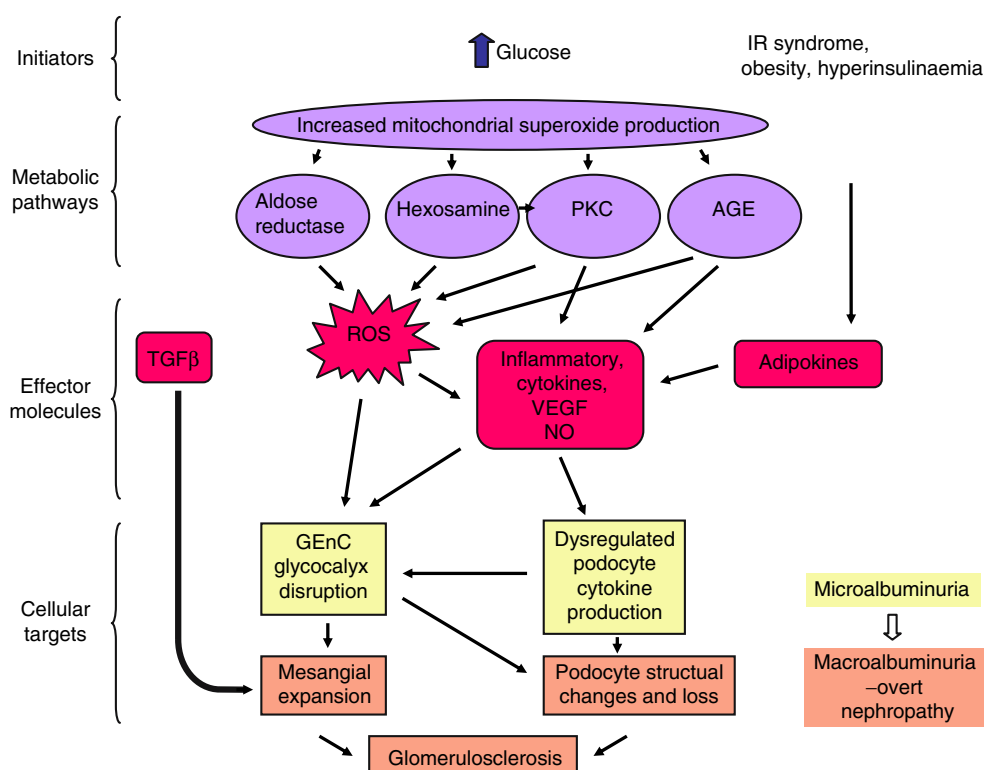 Initiators
Glucose
IR syndrome,
obesity, hyperinsulinaemia
Metabolic
pathways
Increased mitochondrial superoxide production
Aldose
reductase
Hexosamine
PKC
AGE
Effector
molecules
TGFβ
ROS
Inflammatory,
cytokines,
VEGF
NO
Adipokines
Cellular
targets
GEnC
glycocalyx
disruption
Dysregulated
podocyte
cytokine
production
Microalbuminuria
Mesangial
expansion
Podocyte structual
changes and loss
Macroalbuminuria
–overt
nephropathy
Glomerulosclerosis